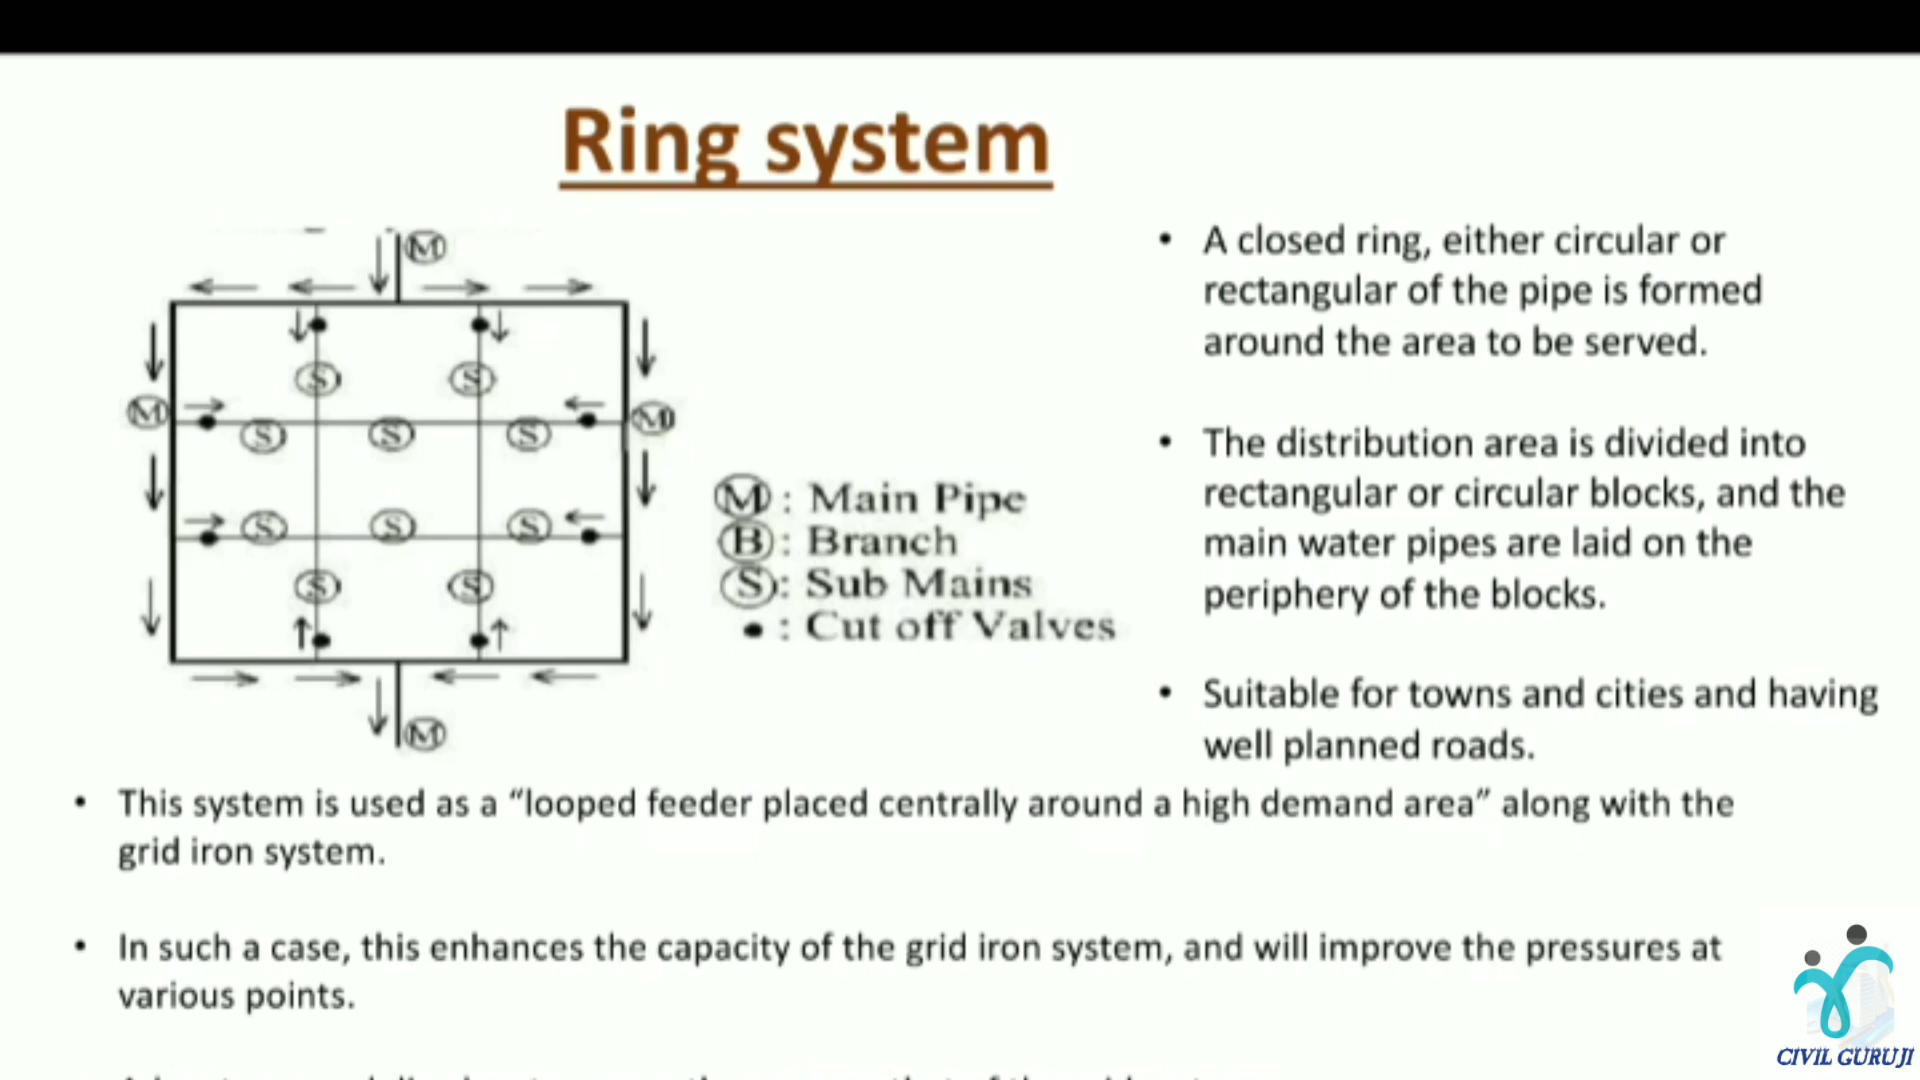 Ring system
M
M
M
S
S
S
S
S
S
S
S
S
S
M
M : Main Pipe
B : Branch
S : Sub Mains
• : Cut off Valves
• A closed ring, either circular or
rectangular of the pipe is formed
around the area to be served.
• The distribution area is divided into
rectangular or circular blocks, and the
main water pipes are laid on the
periphery of the blocks.
• Suitable for towns and cities and having
well planned roads.
• This system is used as a “looped feeder placed centrally around a high demand area” along with the
grid iron system.
• In such a case, this enhances the capacity of the grid iron system, and will improve the pressures at
various points.
CIVIL GURUJI